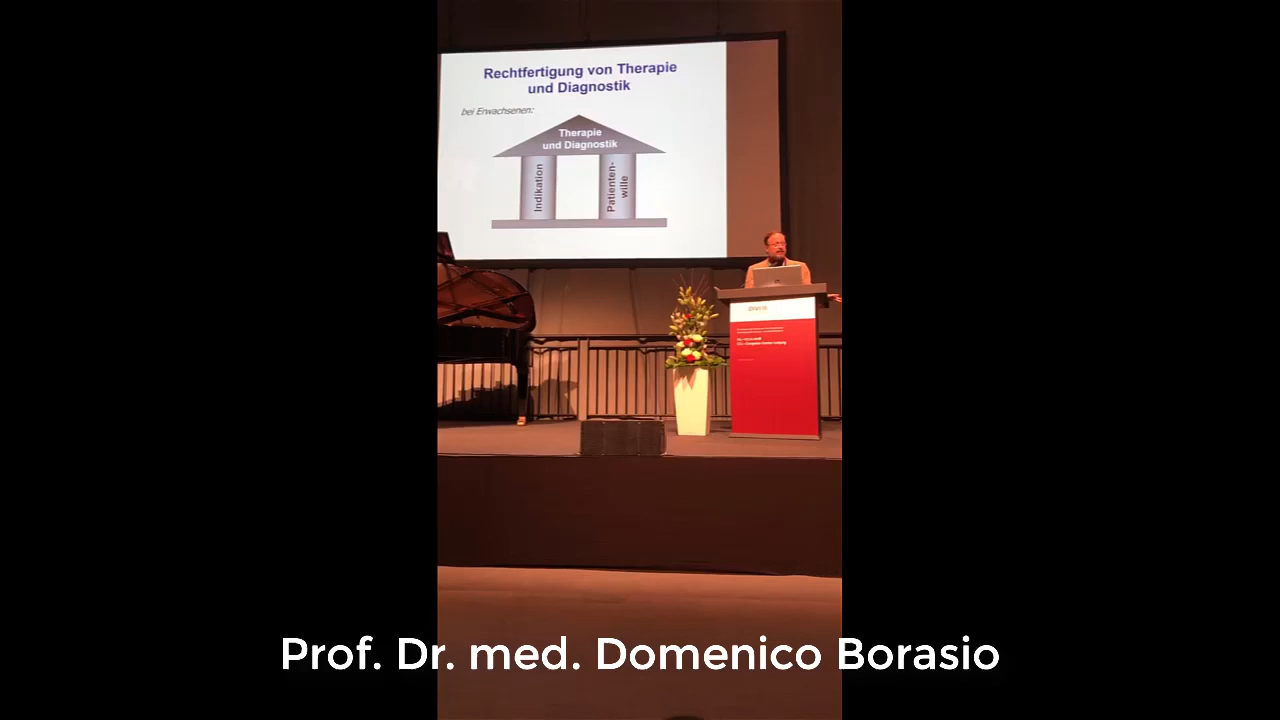 Rechtfertigung von Therapie
und Diagnostik
bei Erwachsenen:
Therapie
und Diagnostik
Indikation
Patienten-
wille
Prof. Dr. med. Domenico Borasio